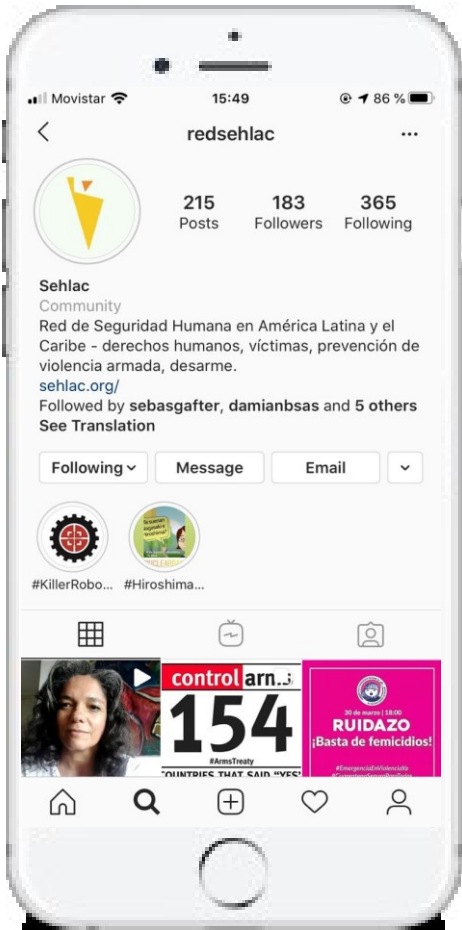 Movistar 15:49 86 %
redsehlac
215 183 365
Posts Followers Following
Sehlac
Community
Red de Seguridad Humana en América Latina y el
Caribe - derechos humanos, víctimas, prevención de
violencia armada, desarme.
sehlac.org/
Followed by sebasgafter, damianbsas and 5 others
See Translation
Following Message Email
#KillerRobo... #Hiroshima...
control arms
154
#ArmsTreaty
COUNTRIES THAT SAID "YES"
30 de marzo | 18:00
RUIDAZO
¡Basta de femicidios!